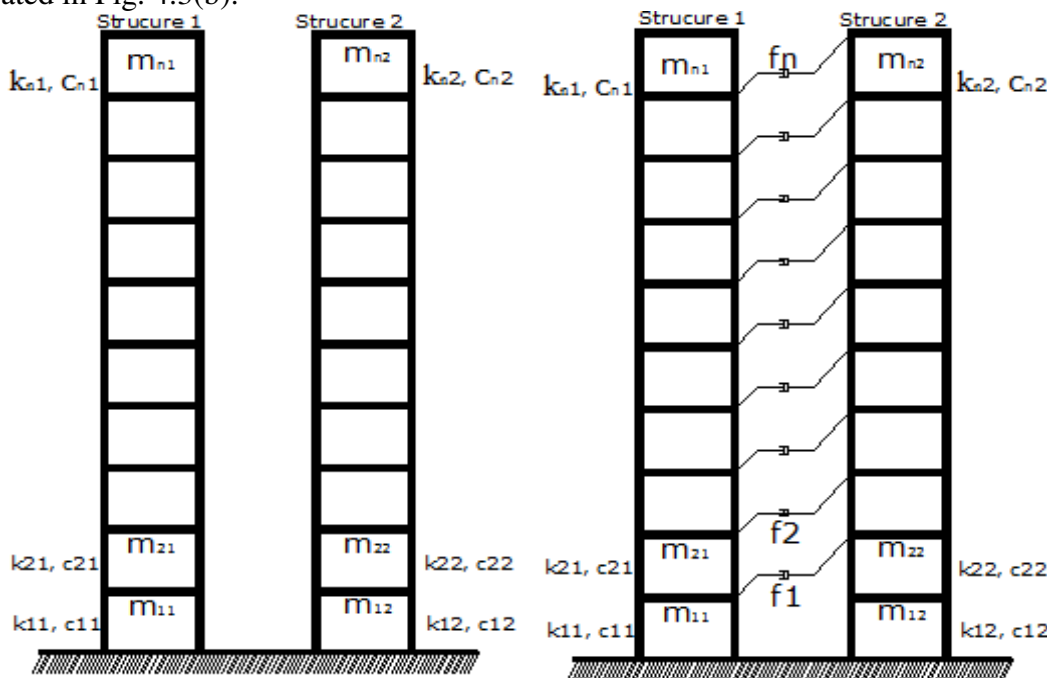 ated in Fig. 4.3(b).
Strucure 1
Strucure 2
mn1
mn2
kn1, Cn1
kn2, Cn2
m21
m22
k21, c21
k22, c22
m11
m12
k11, c11
k12, c12
Strucure 1
Strucure 2
fn
mn1
mn2
kn1, Cn1
kn2, Cn2
f2
m21
m22
k21, c21
k22, c22
f1
m11
m12
k11, c11
k12, c12